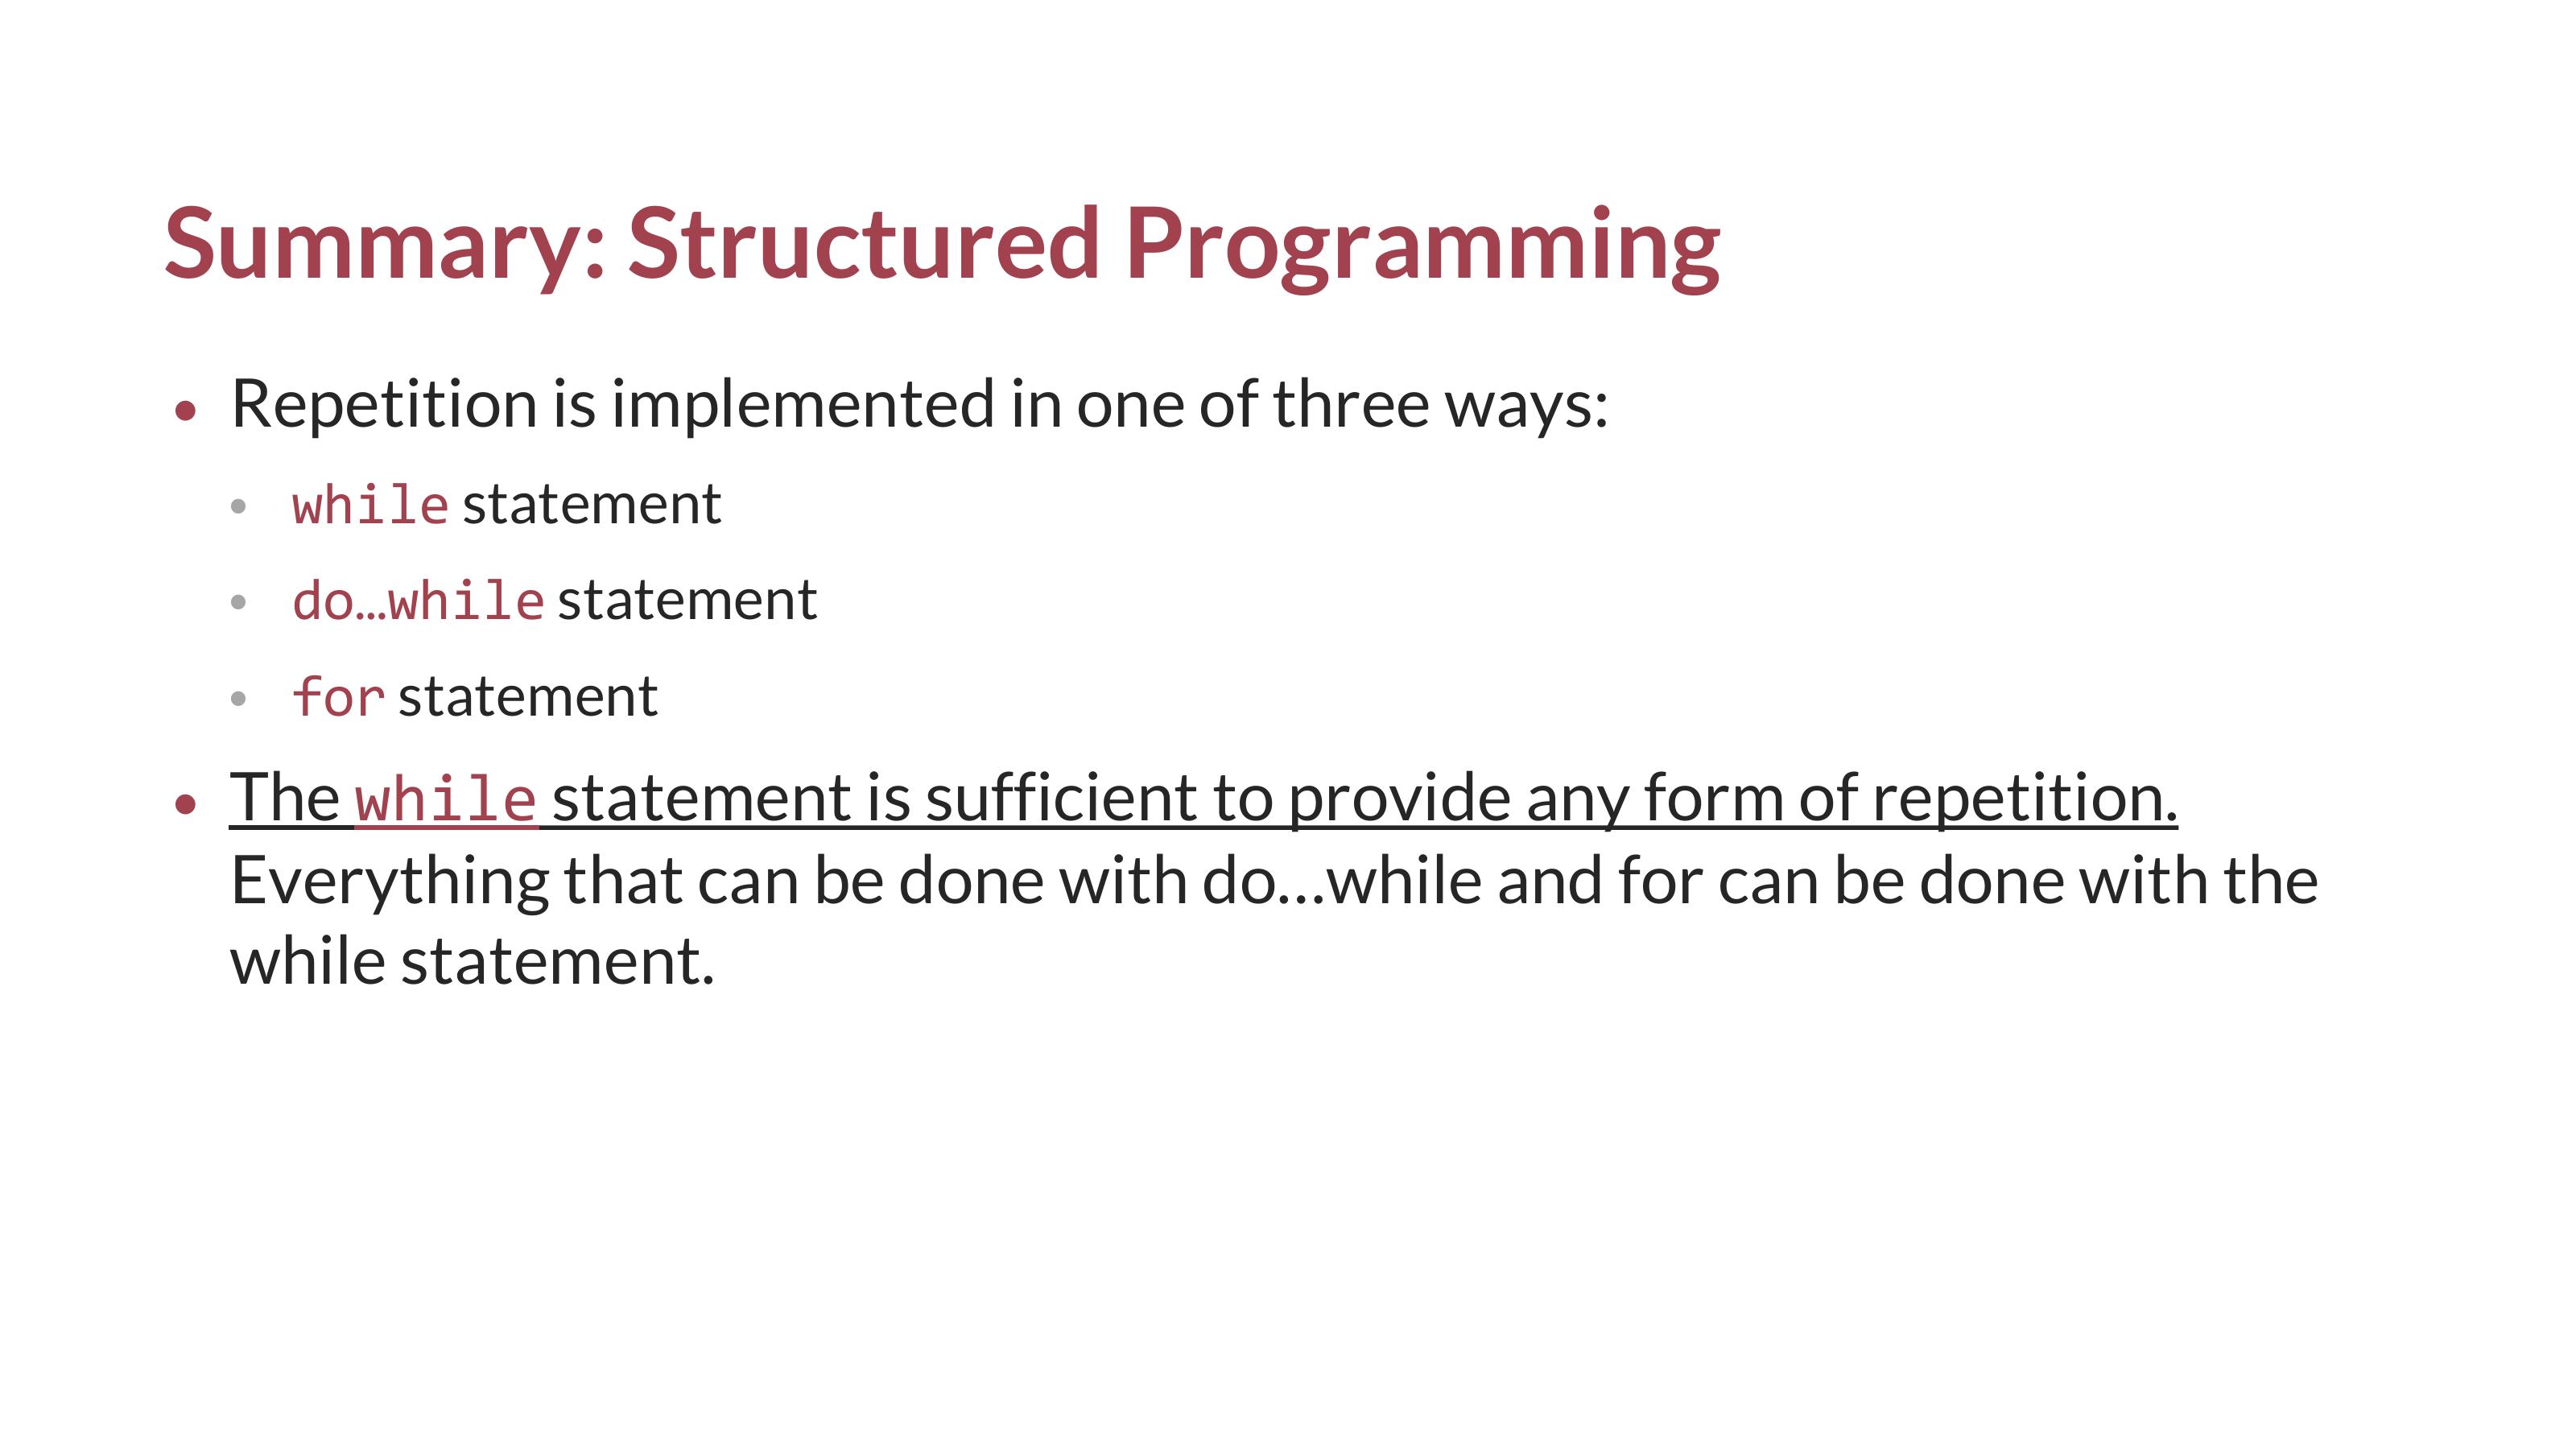 Summary: Structured Programming
• Repetition is implemented in one of three ways:
• while statement
• do…while statement
• for statement
• The while statement is sufficient to provide any form of repetition.
Everything that can be done with do…while and for can be done with the
while statement.